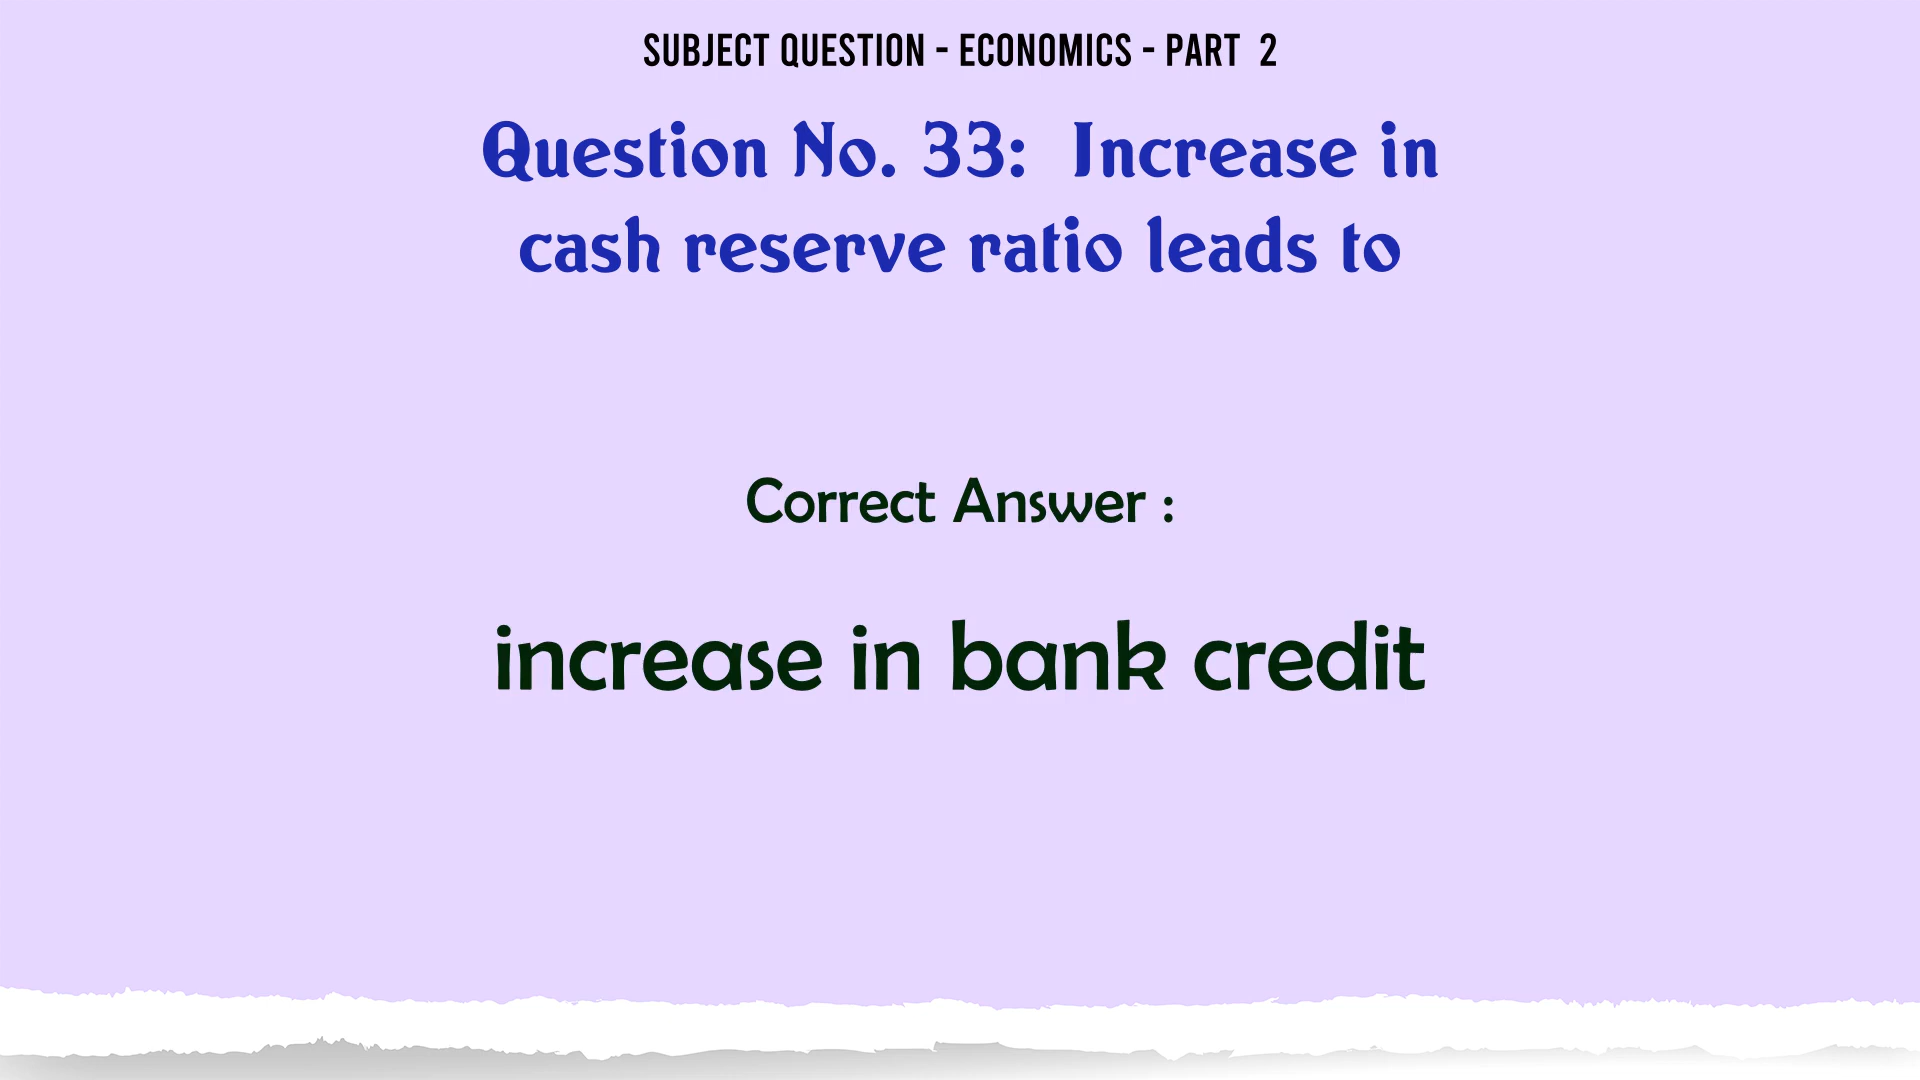 SUBJECT QUESTION - ECONOMICS - PART 2
Question No. 33: Increase in
cash reserve ratio leads to
Correct Answer :
increase in bank credit